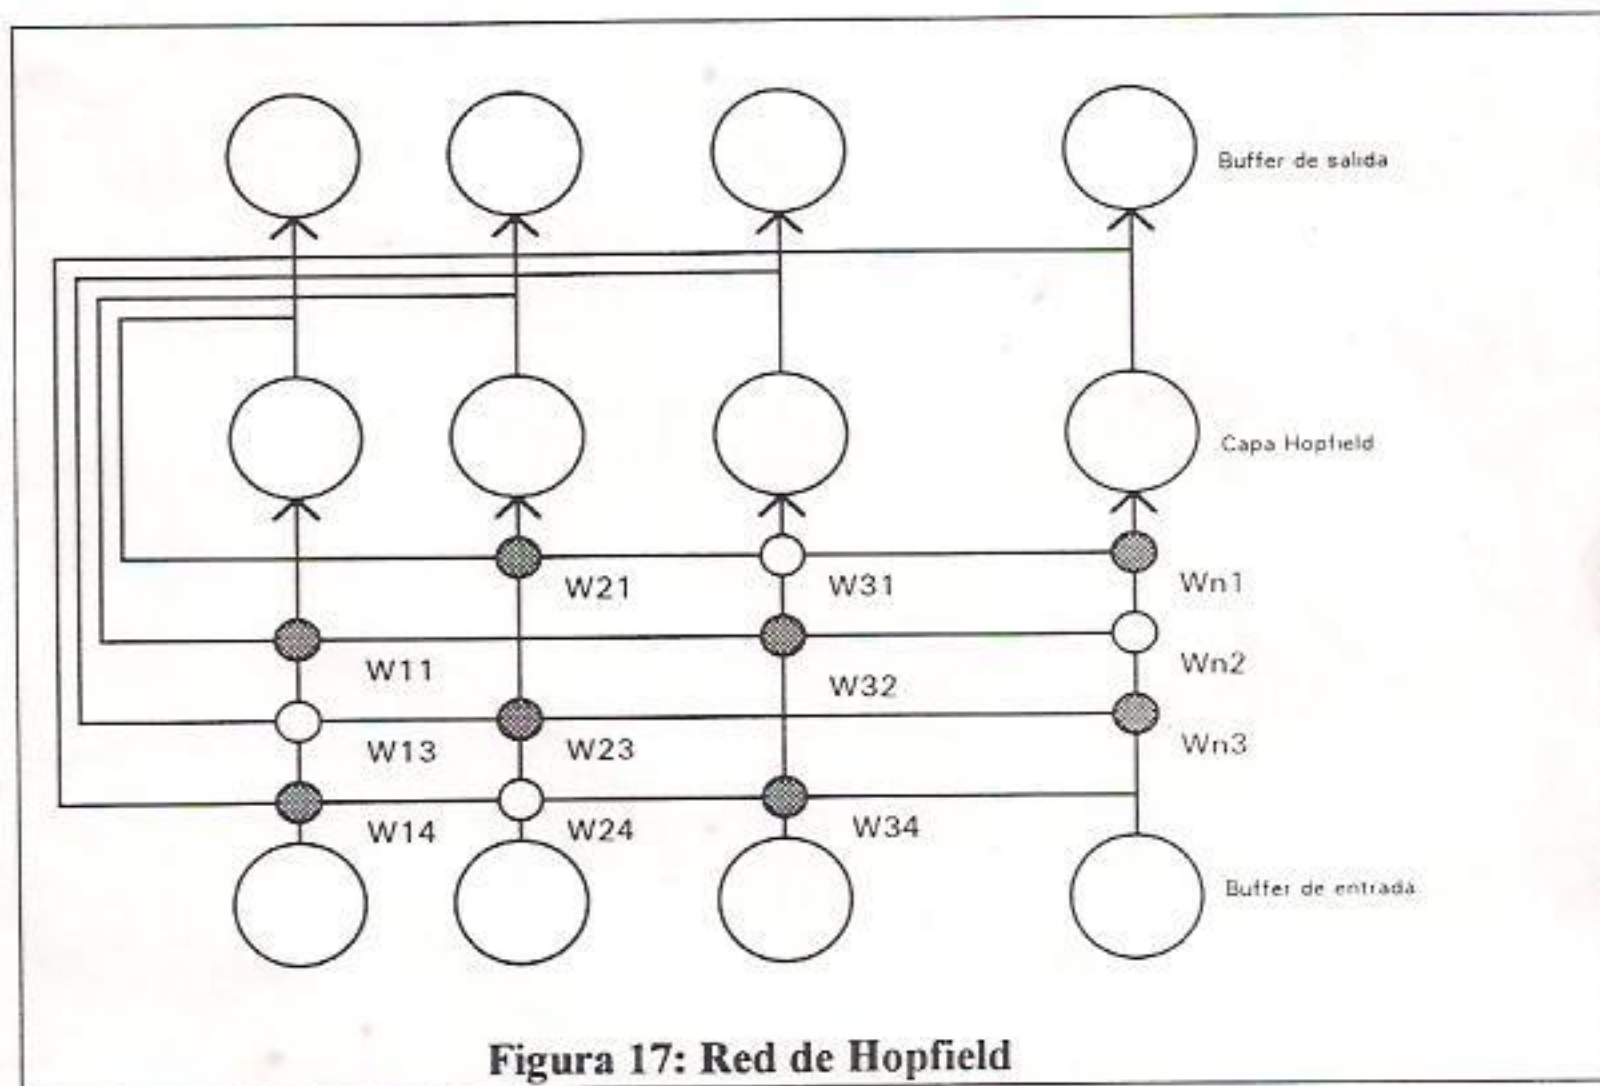 Buffer de salida
Capa Hopfield
W21
W31
Wn1
W11
W32
Wn2
W13
W23
Wn3
W14
W24
W34
Buffer de entrada
Figura 17: Red de Hopfield